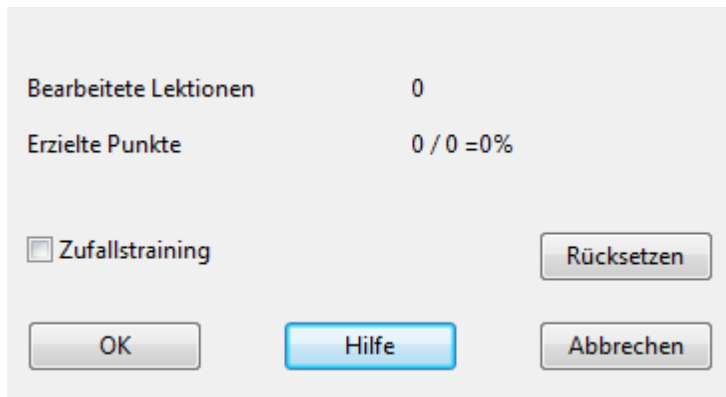 Bearbeitete Lektionen 0
Erzielte Punkte 0 / 0 =0%
Zufallstraining Rücksetzen
OK Hilfe Abbrechen